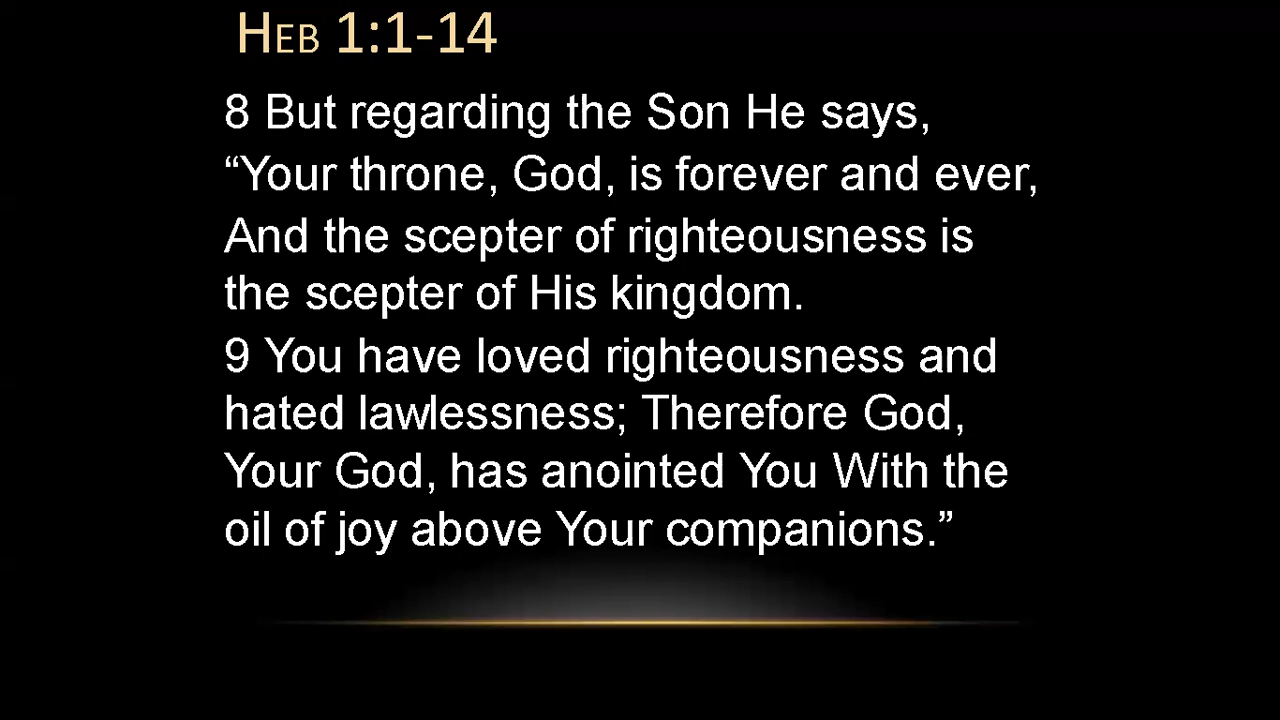 HEB 1:1-14
8 But regarding the Son He says,
“Your throne, God, is forever and ever,
And the scepter of righteousness is
the scepter of His kingdom.
9 You have loved righteousness and
hated lawlessness; Therefore God,
Your God, has anointed You With the
oil of joy above Your companions.”